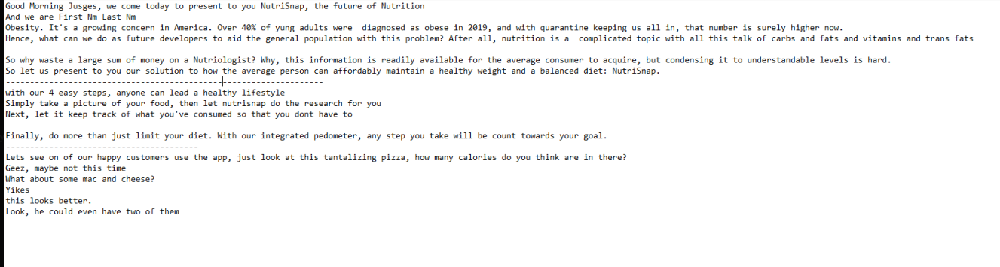 Good Morning Jusges, we come today to present to you NutriSnap, the future of Nutrition
And we are First Nm Last Nm
Obesity. It's a growing concern in America. Over 40% of yung adults were  diagnosed as obese in 2019, and with quarantine keeping us all in, that number is surely higher now.
Hence, what can we do as future developers to aid the general population with this problem? After all, nutrition is a  complicated topic with all this talk of carbs and fats and vitamins and trans fats
So why waste a large sum of money on a Nutriologist? Why, this information is readily available for the average consumer to acquire, but condensing it to understandable levels is hard.
So let us present to you our solution to how the average person can affordably maintain a healthy weight and a balanced diet: NutriSnap.
------------------------------------------------------------------
with our 4 easy steps, anyone can lead a healthy lifestyle
Simply take a picture of your food, then let nutrisnap do the research for you
Next, let it keep track of what you've consumed so that you dont have to
Finally, do more than just limit your diet. With our integrated pedometer, any step you take will be count towards your goal.
----------------------------------------
Lets see on of our happy customers use the app, just look at this tantalizing pizza, how many calories do you think are in there?
Geez, maybe not this time
What about some mac and cheese?
Yikes
this looks better.
Look, he could even have two of them